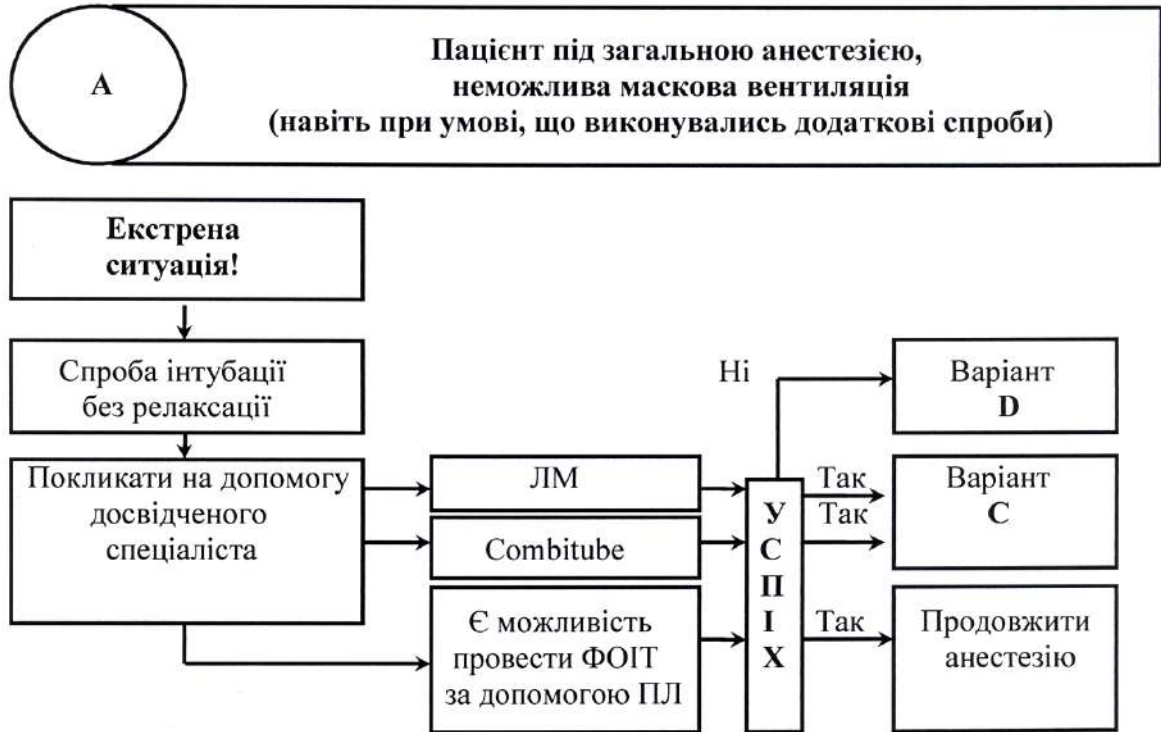 А
Пацієнт під загальною анестезією,
неможлива маскова вентиляція
(навіть при умові, що виконувались додаткові спроби)
Екстрена
ситуація!
Спроба інтубації
без релаксації
Покликати на допомогу
досвідченого
спеціаліста
ЛМ
Combitube
Є можливість
провести ФОІТ
за допомогою ПЛ
УСПІХ
Ні
Варіант
D
Так
Так
Варіант
С
Так
Продовжити
анестезію